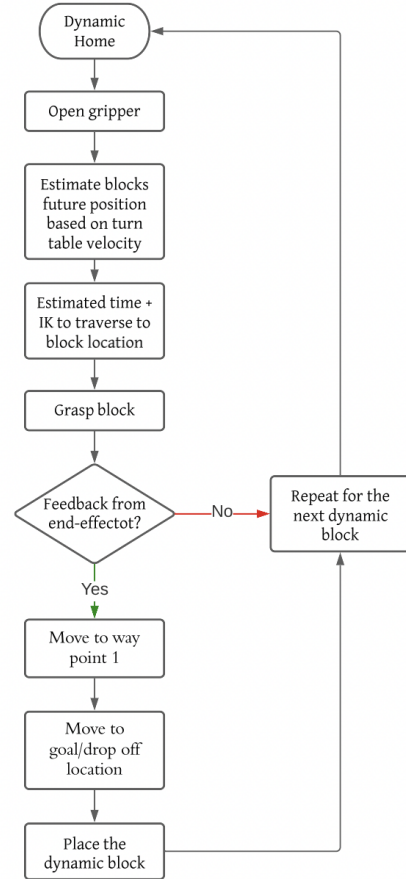 Dynamic
Home
Open gripper
Estimate blocks
future position
based on turn
table velocity
Estimated time +
IK to traverse to
block location
Grasp block
Feedback from
end-effectot?
No
Repeat for the
next dynamic
block
Yes
Move to way
point 1
Move to
goal/drop off
location
Place the
dynamic block